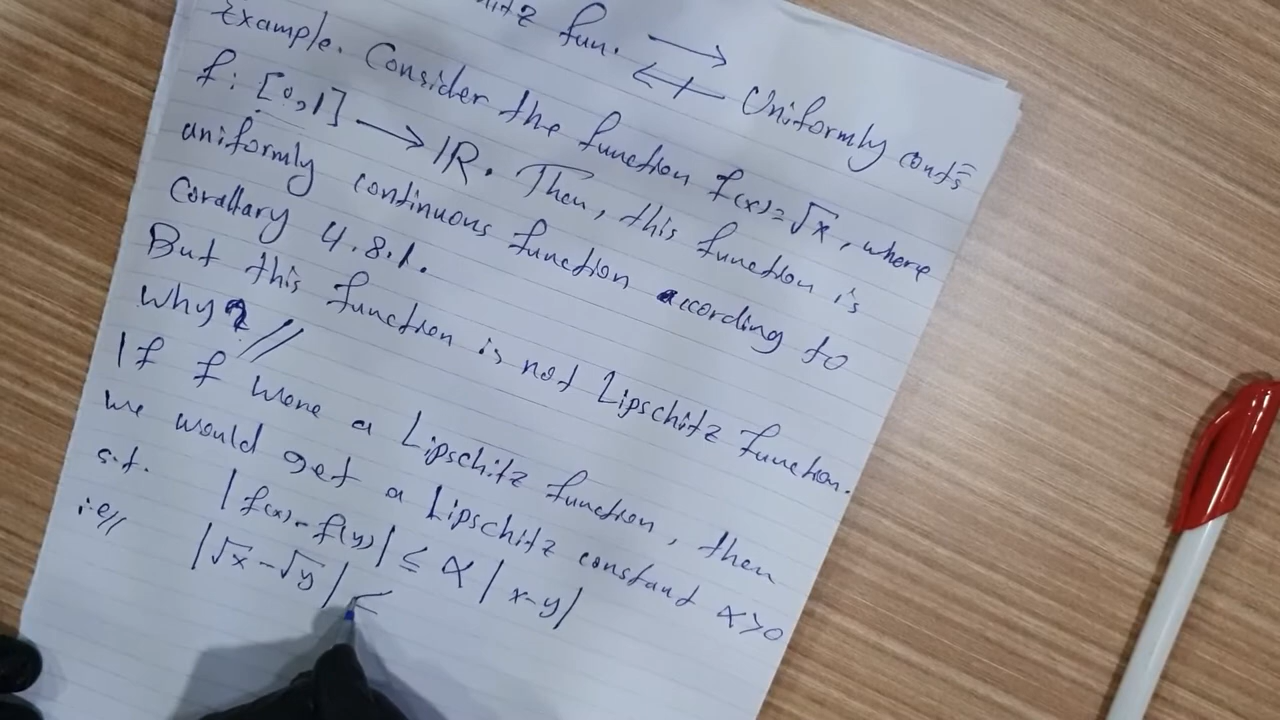 fun. ⟶ ⟵̸ Uniformly conts
Example. Consider the function f(x)=√x, where
f: [0,1] ⟶ IR. Then, this function is
uniformly continuous function according to
Corollary 4.8.1.
But this function is not Lipschitz function.
Why? //
If f were a Lipschitz function, then
we would get a Lipschitz constant α>0
s.t. |f(x)-f(y)| ≤ α |x-y|
i.e// |√x-√y| ≤